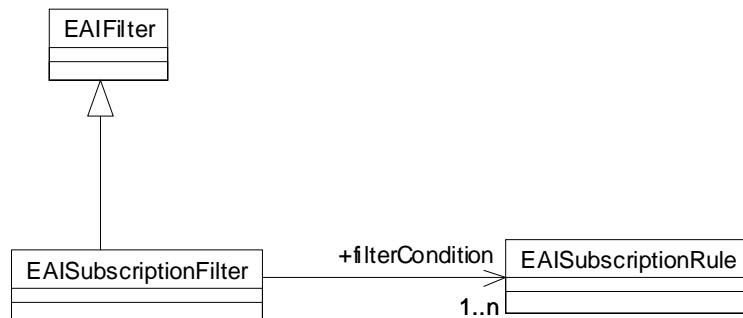 EAIFilter
+filterCondition
EAISubscriptionFilter
EAISubscriptionRule
1..n